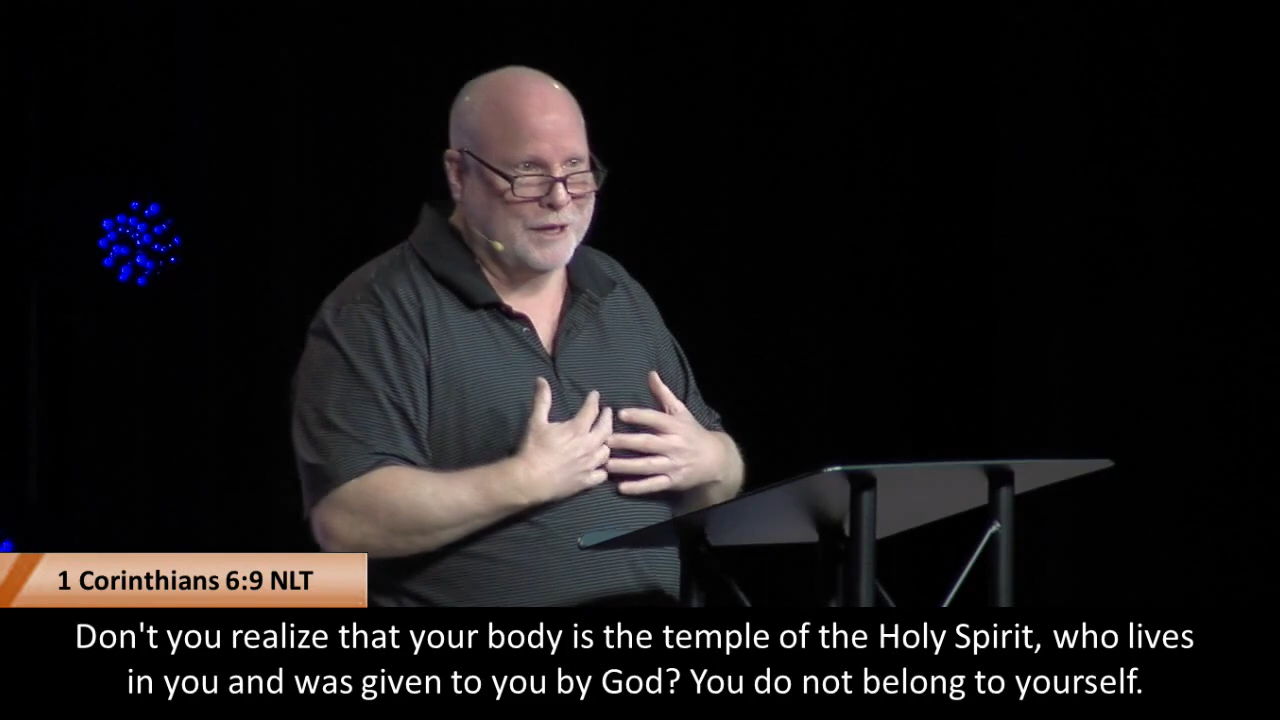 1 Corinthians 6:9 NLT
Don't you realize that your body is the temple of the Holy Spirit, who lives
in you and was given to you by God? You do not belong to yourself.